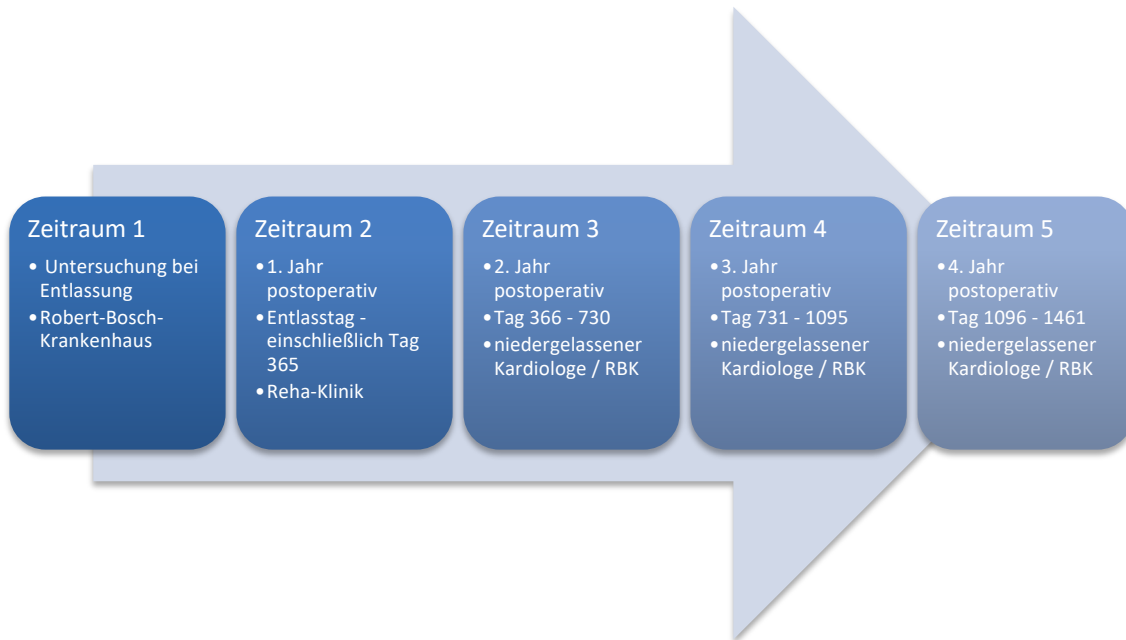 Zeitraum 1
• Untersuchung bei
Entlassung
•Robert-Bosch-
Krankenhaus
Zeitraum 2
•1. Jahr
postoperativ
•Entlasstag -
einschließlich Tag
365
•Reha-Klinik
Zeitraum 3
•2. Jahr
postoperativ
•Tag 366 - 730
•niedergelassener
Kardiologe / RBK
Zeitraum 4
•3. Jahr
postoperativ
•Tag 731 - 1095
•niedergelassener
Kardiologe / RBK
Zeitraum 5
•4. Jahr
postoperativ
•Tag 1096 - 1461
•niedergelassener
Kardiologe / RBK